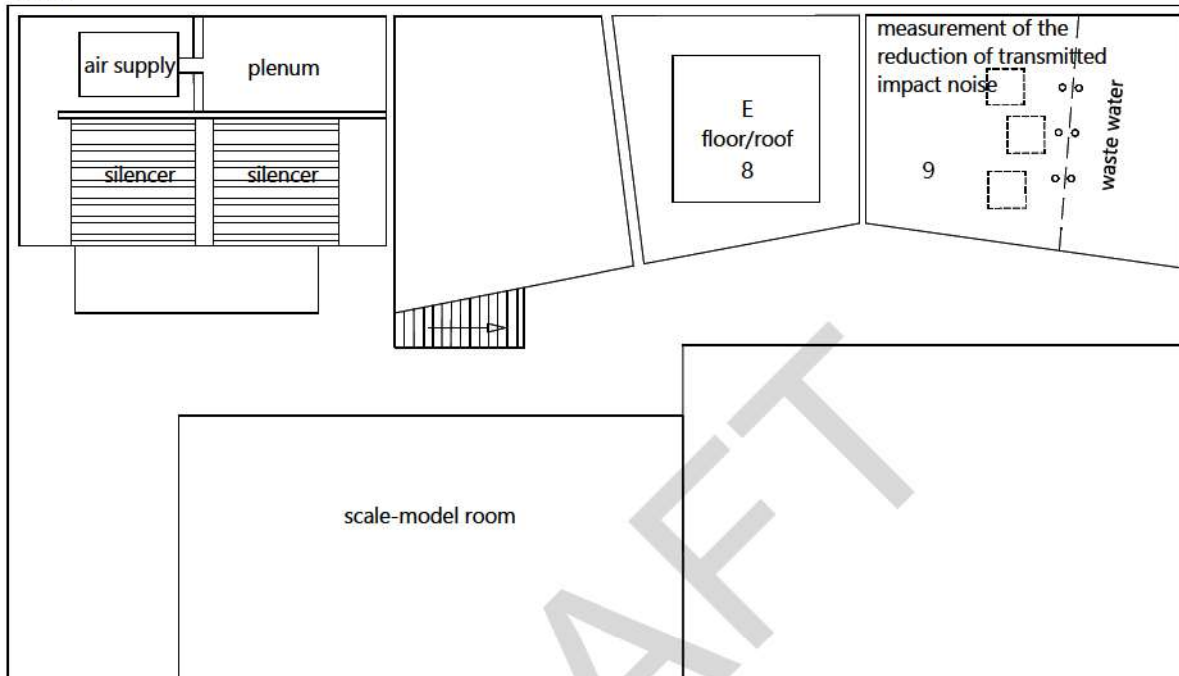 air supply
plenum
silencer
silencer
E
floor/roof
8
measurement of the
reduction of transmitted
impact noise
9
waste water
scale-model room
AFT